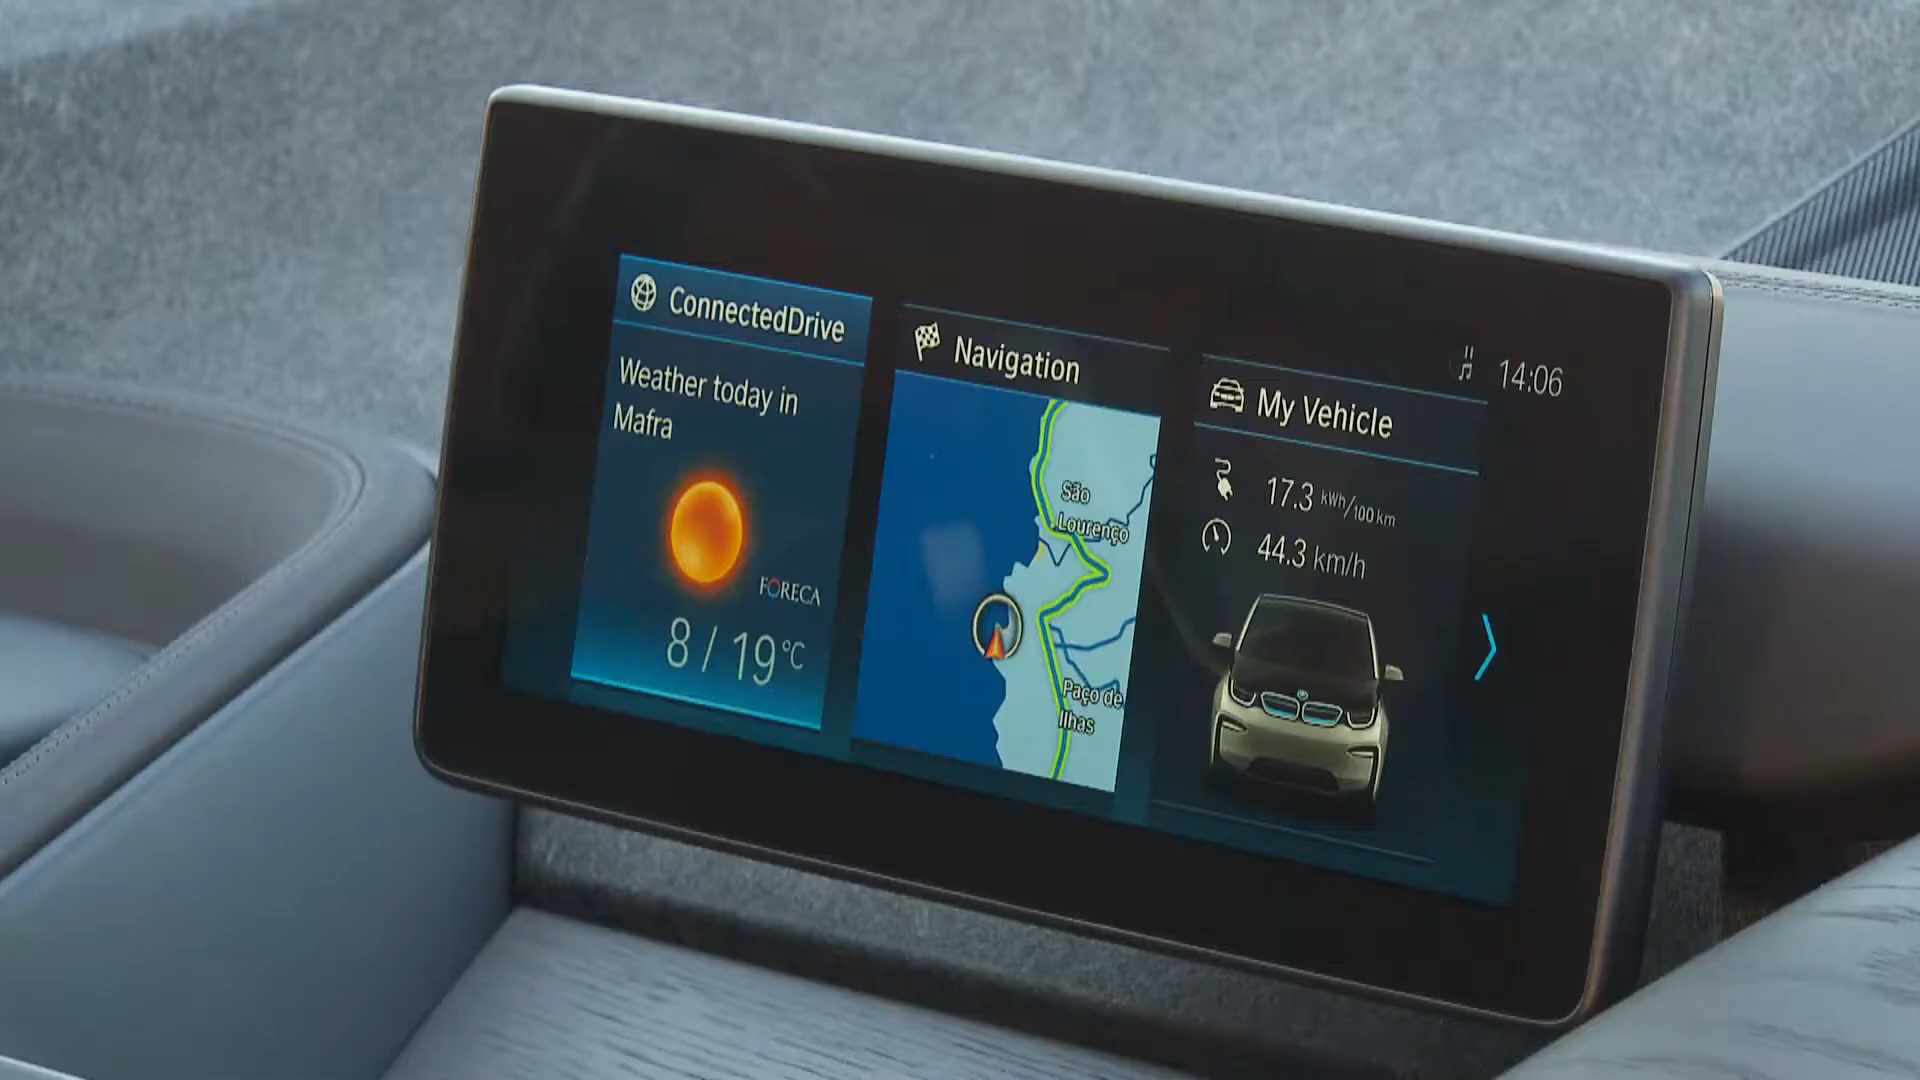 ConnectedDrive
Weather today in
Mafra
FORECA
8 / 19°C
Navigation
São
Lourenço
Paço de
Ilhas
14:06
My Vehicle
17.3 kWh/100 km
44.3 km/h